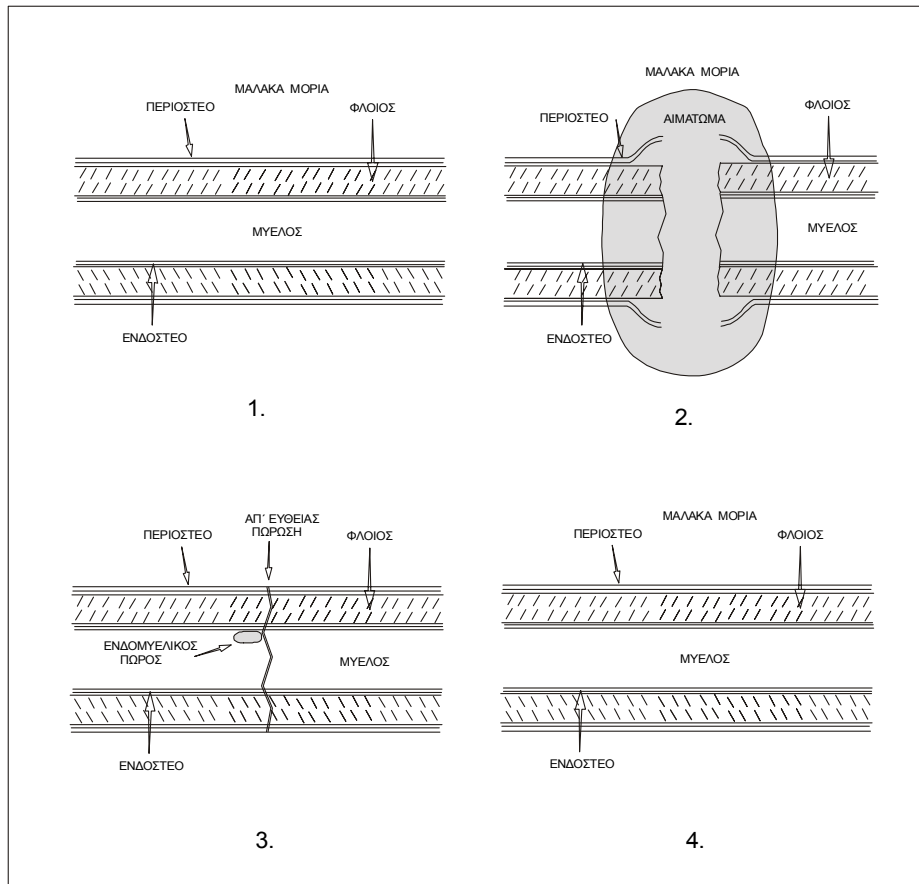 ΜΑΛΑΚΑ ΜΟΡΙΑ
ΠΕΡΙΟΣΤΕΟ
ΦΛΟΙΟΣ
ΜΥΕΛΟΣ
ΕΝΔΟΣΤΕΟ
1.
ΜΑΛΑΚΑ ΜΟΡΙΑ
ΠΕΡΙΟΣΤΕΟ
ΑΙΜΑΤΩΜΑ
ΦΛΟΙΟΣ
ΜΥΕΛΟΣ
ΕΝΔΟΣΤΕΟ
2.
ΑΠ΄ ΕΥΘΕΙΑΣ
ΠΩΡΩΣΗ
ΠΕΡΙΟΣΤΕΟ
ΦΛΟΙΟΣ
ΕΝΔΟΜΥΕΛΙΚΟΣ
ΠΩΡΟΣ
ΜΥΕΛΟΣ
ΕΝΔΟΣΤΕΟ
3.
ΜΑΛΑΚΑ ΜΟΡΙΑ
ΠΕΡΙΟΣΤΕΟ
ΦΛΟΙΟΣ
ΜΥΕΛΟΣ
ΕΝΔΟΣΤΕΟ
4.